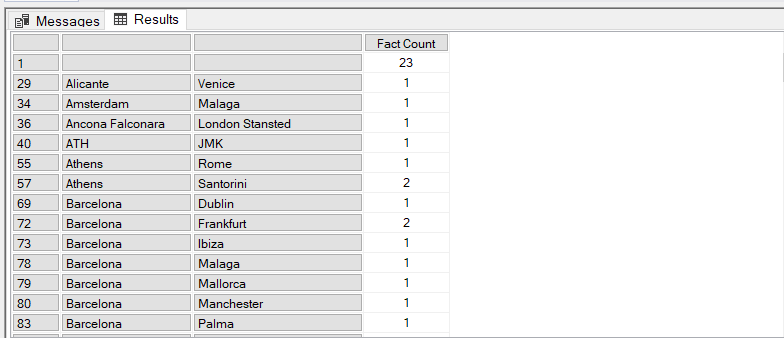 Messages Results
Fact Count
1 23
29 Alicante Venice 1
34 Amsterdam Malaga 1
36 Ancona Falconara London Stansted 1
40 ATH JMK 1
55 Athens Rome 1
57 Athens Santorini 2
69 Barcelona Dublin 1
72 Barcelona Frankfurt 2
73 Barcelona Ibiza 1
78 Barcelona Malaga 1
79 Barcelona Mallorca 1
80 Barcelona Manchester 1
83 Barcelona Palma 1